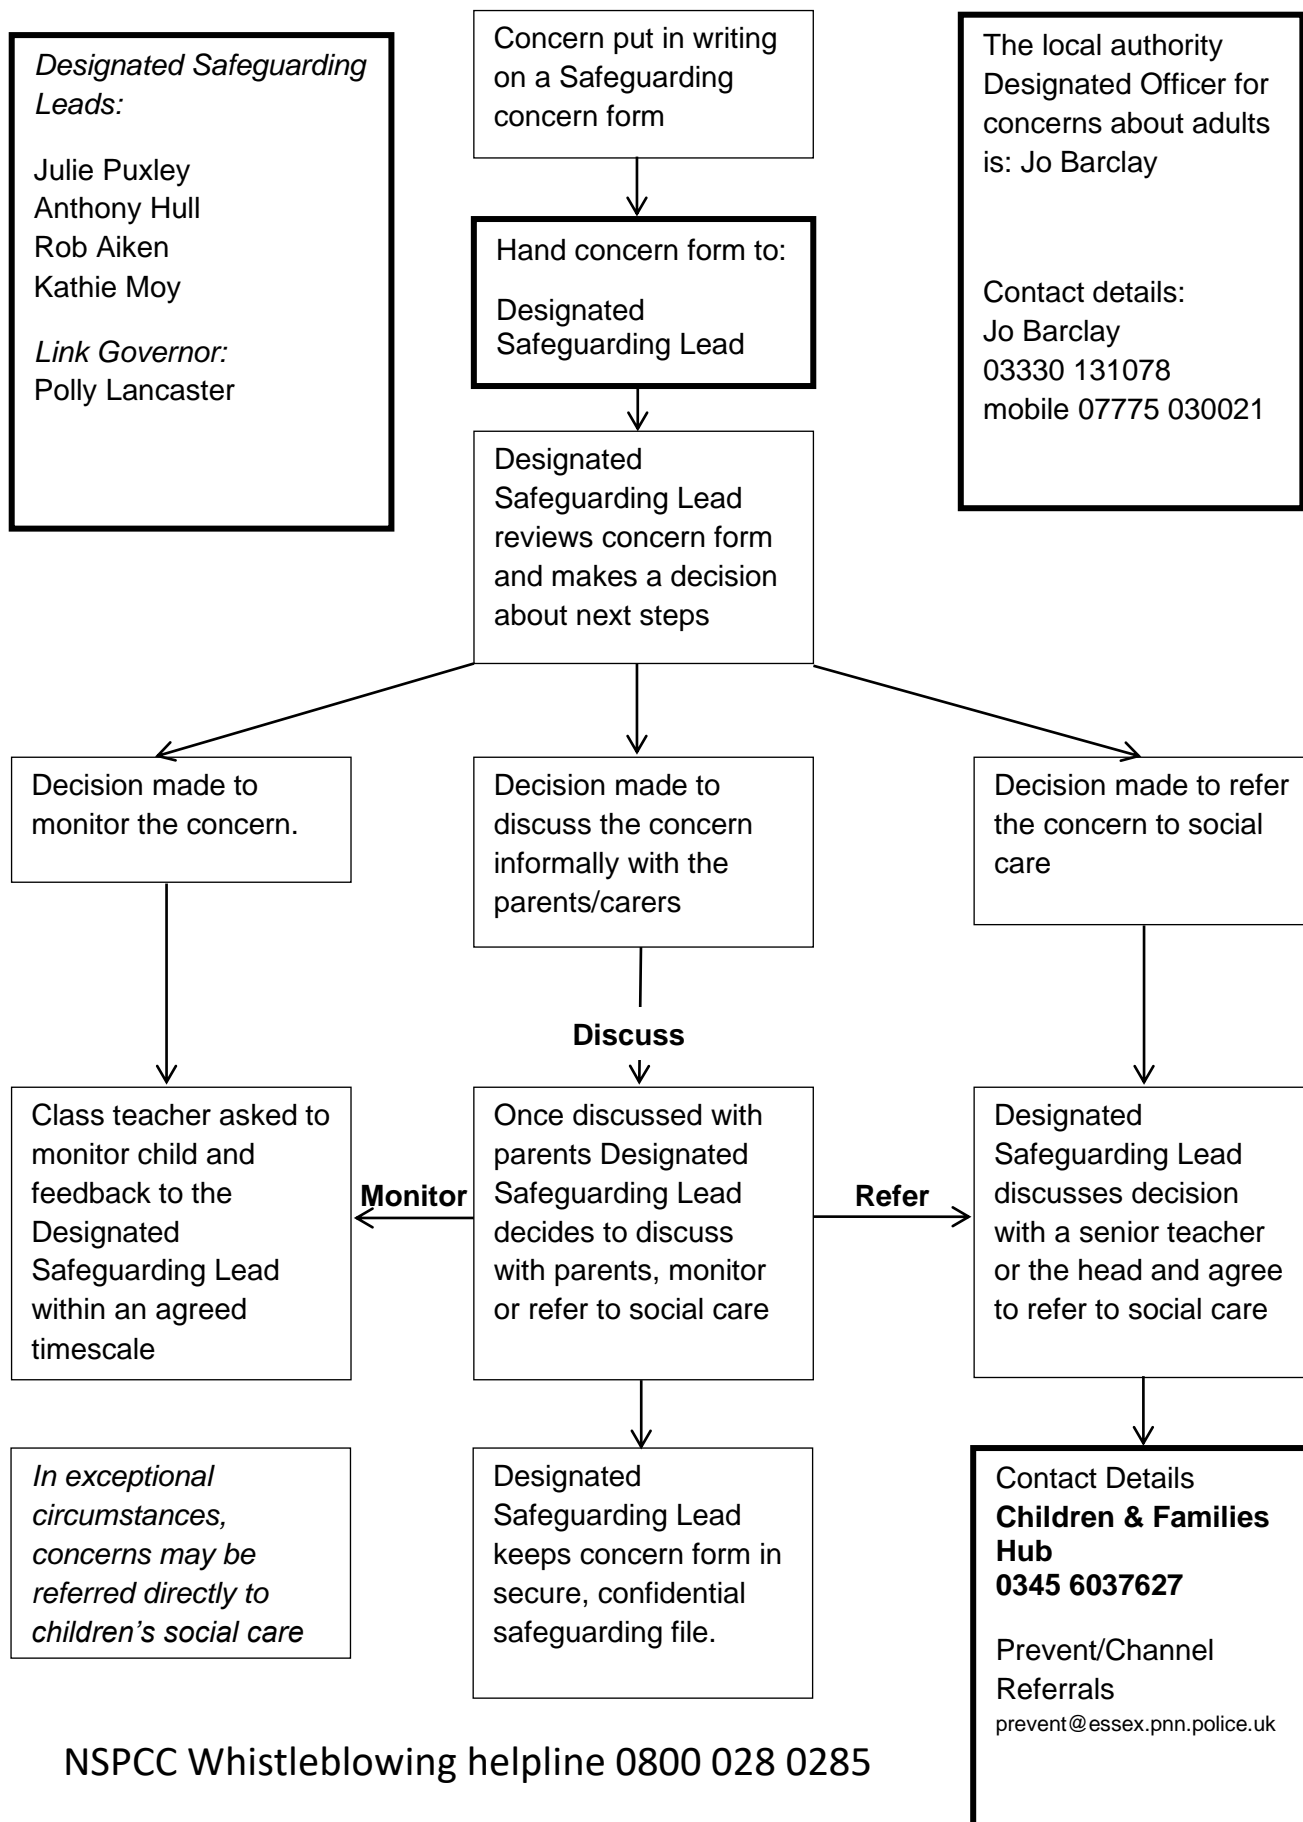 Designated Safeguarding
Leads:
Julie Puxley
Anthony Hull
Rob Aiken
Kathie Moy
Link Governor:
Polly Lancaster
Concern put in writing
on a Safeguarding
concern form
The local authority
Designated Officer for
concerns about adults
is: Jo Barclay
Contact details:
Jo Barclay
03330 131078
mobile 07775 030021
Hand concern form to:
Designated
Safeguarding Lead
Designated
Safeguarding Lead
reviews concern form
and makes a decision
about next steps
Decision made to
monitor the concern.
Decision made to
discuss the concern
informally with the
parents/carers
Decision made to refer
the concern to social
care
Discuss
Class teacher asked to
monitor child and
feedback to the
Designated
Safeguarding Lead
within an agreed
timescale
Monitor
Once discussed with
parents Designated
Safeguarding Lead
decides to discuss
with parents, monitor
or refer to social care
Refer
Designated
Safeguarding Lead
discusses decision
with a senior teacher
or the head and agree
to refer to social care
In exceptional
circumstances,
concerns may be
referred directly to
children’s social care
Designated
Safeguarding Lead
keeps concern form in
secure, confidential
safeguarding file.
Contact Details
Children & Families
Hub
0345 6037627
Prevent/Channel
Referrals
prevent@essex.pnn.police.uk
NSPCC Whistleblowing helpline 0800 028 0285